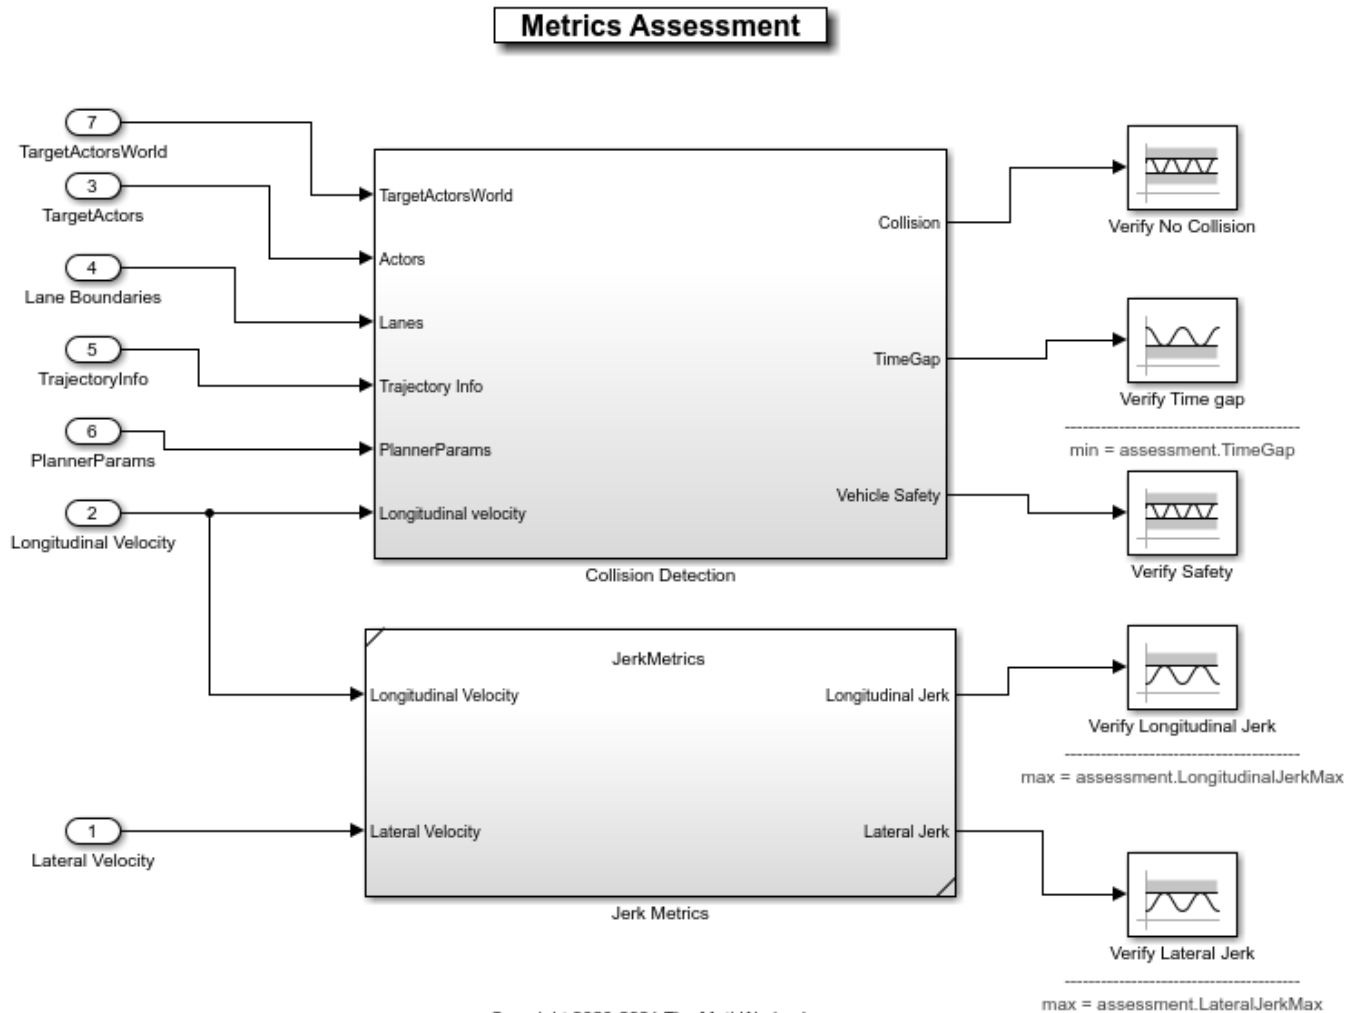 Metrics Assessment
7
TargetActorsWorld
3
TargetActors
4
Lane Boundaries
5
TrajectoryInfo
6
PlannerParams
2
Longitudinal Velocity
TargetActorsWorld
Actors
Lanes
Trajectory Info
PlannerParams
Longitudinal velocity
Collision
TimeGap
Vehicle Safety
Collision Detection
Verify No Collision
Verify Time gap
min = assessment.TimeGap
Verify Safety
1
Lateral Velocity
JerkMetrics
Longitudinal Velocity
Lateral Velocity
Longitudinal Jerk
Lateral Jerk
Jerk Metrics
Verify Longitudinal Jerk
max = assessment.LongitudinalJerkMax
Verify Lateral Jerk
max = assessment.LateralJerkMax